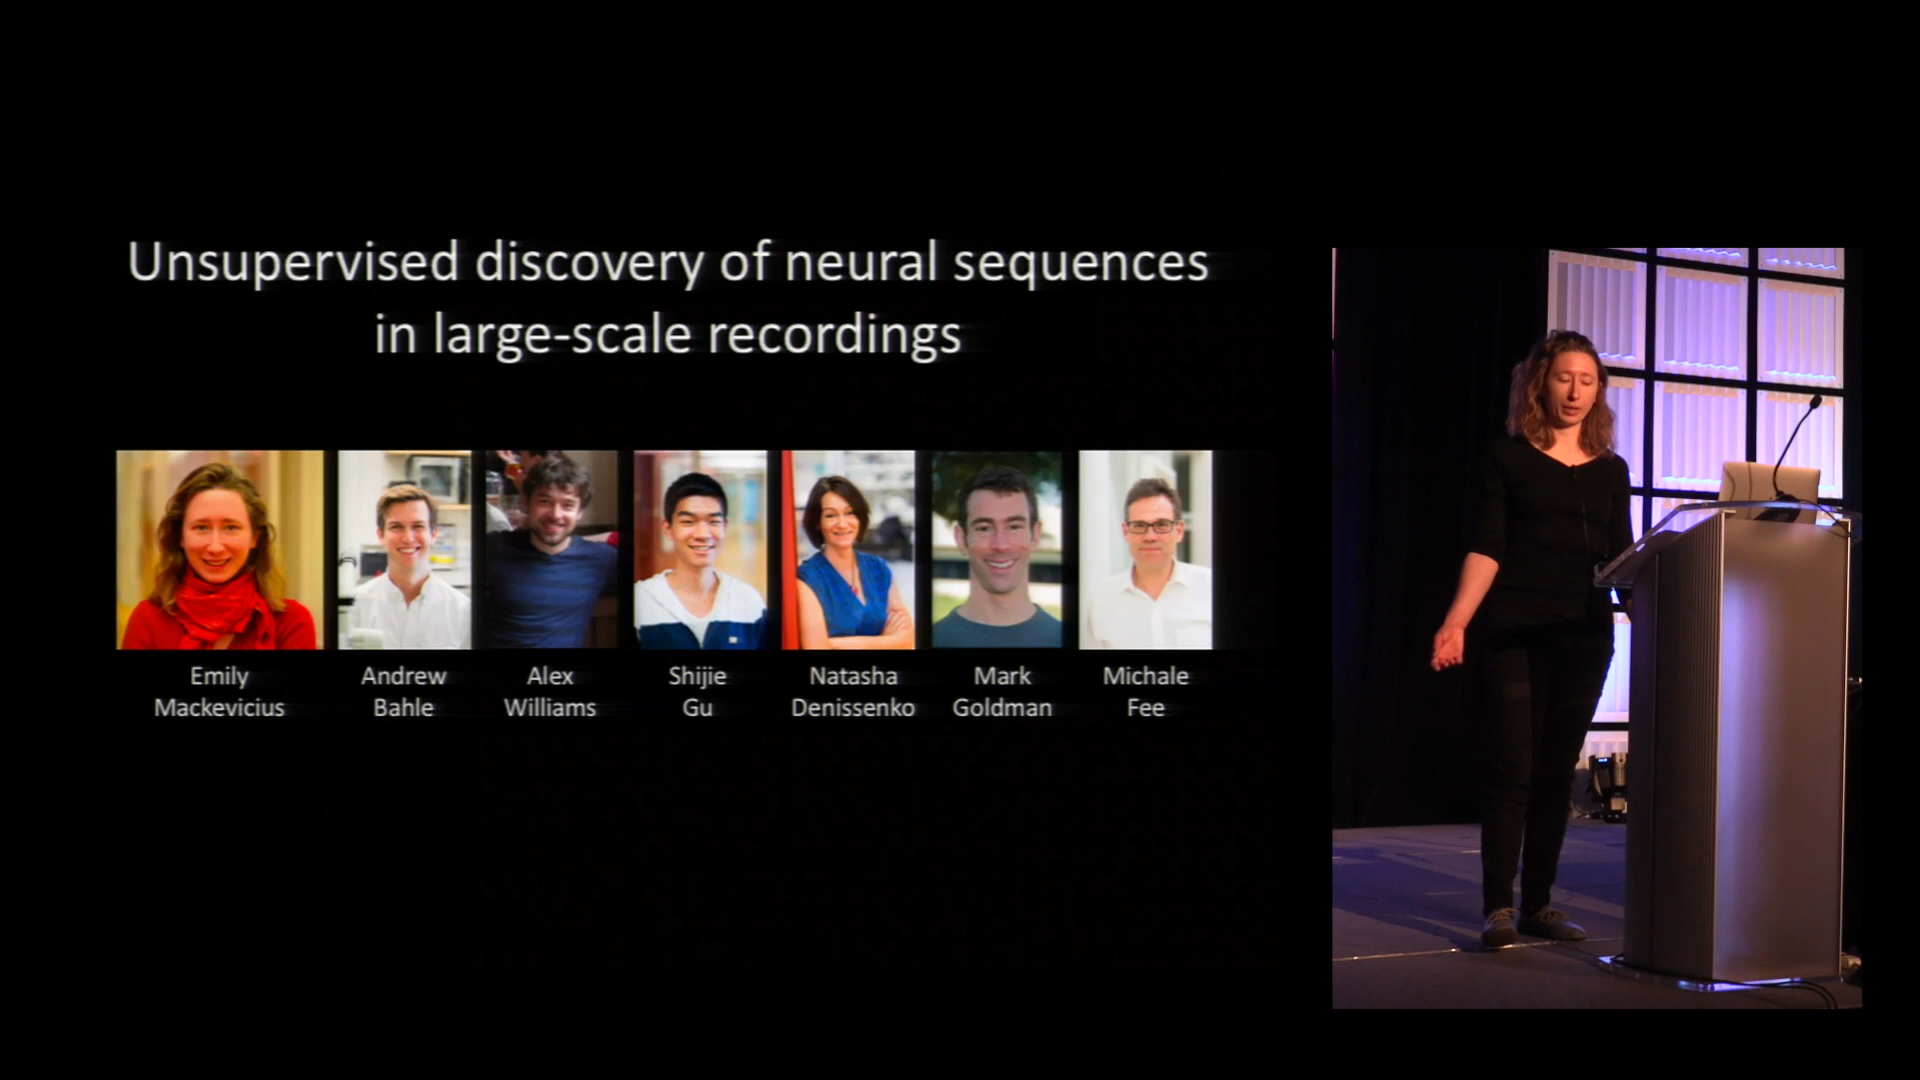 Unsupervised discovery of neural sequences
in large-scale recordings
Emily
Mackevicius
Andrew
Bahle
Alex
Williams
Shijie
Gu
Natasha
Denissenko
Mark
Goldman
Michale
Fee